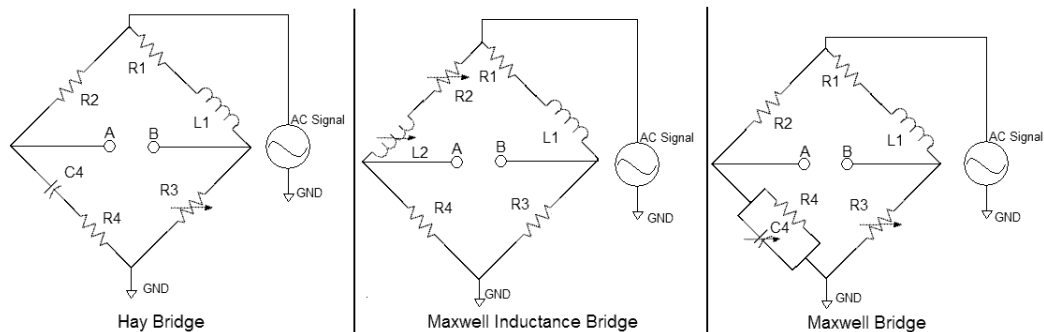 R1
R2
L1
A
B
AC Signal
C4
R3
R4
GND
GND
Hay Bridge
R1
R2
L1
A
B
L2
AC Signal
R4
R3
GND
GND
Maxwell Inductance Bridge
R1
R2
L1
A
B
AC Signal
R4
R3
C4
GND
GND
Maxwell Bridge